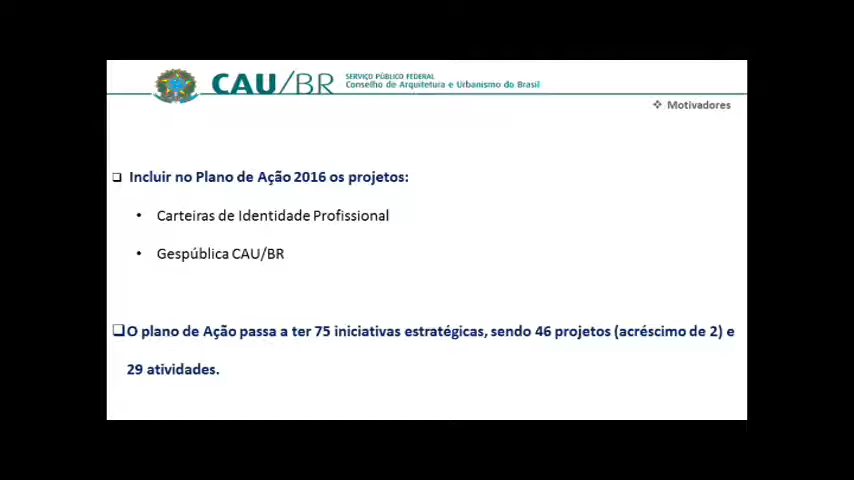 CAU/BR
SERVIÇO PÚBLICO FEDERAL
Conselho de Arquitetura e Urbanismo do Brasil
❖ Motivadores
❑ Incluir no Plano de Ação 2016 os projetos:
• Carteiras de Identidade Profissional
• Gespública CAU/BR
❑O plano de Ação passa a ter 75 iniciativas estratégicas, sendo 46 projetos (acréscimo de 2) e
29 atividades.